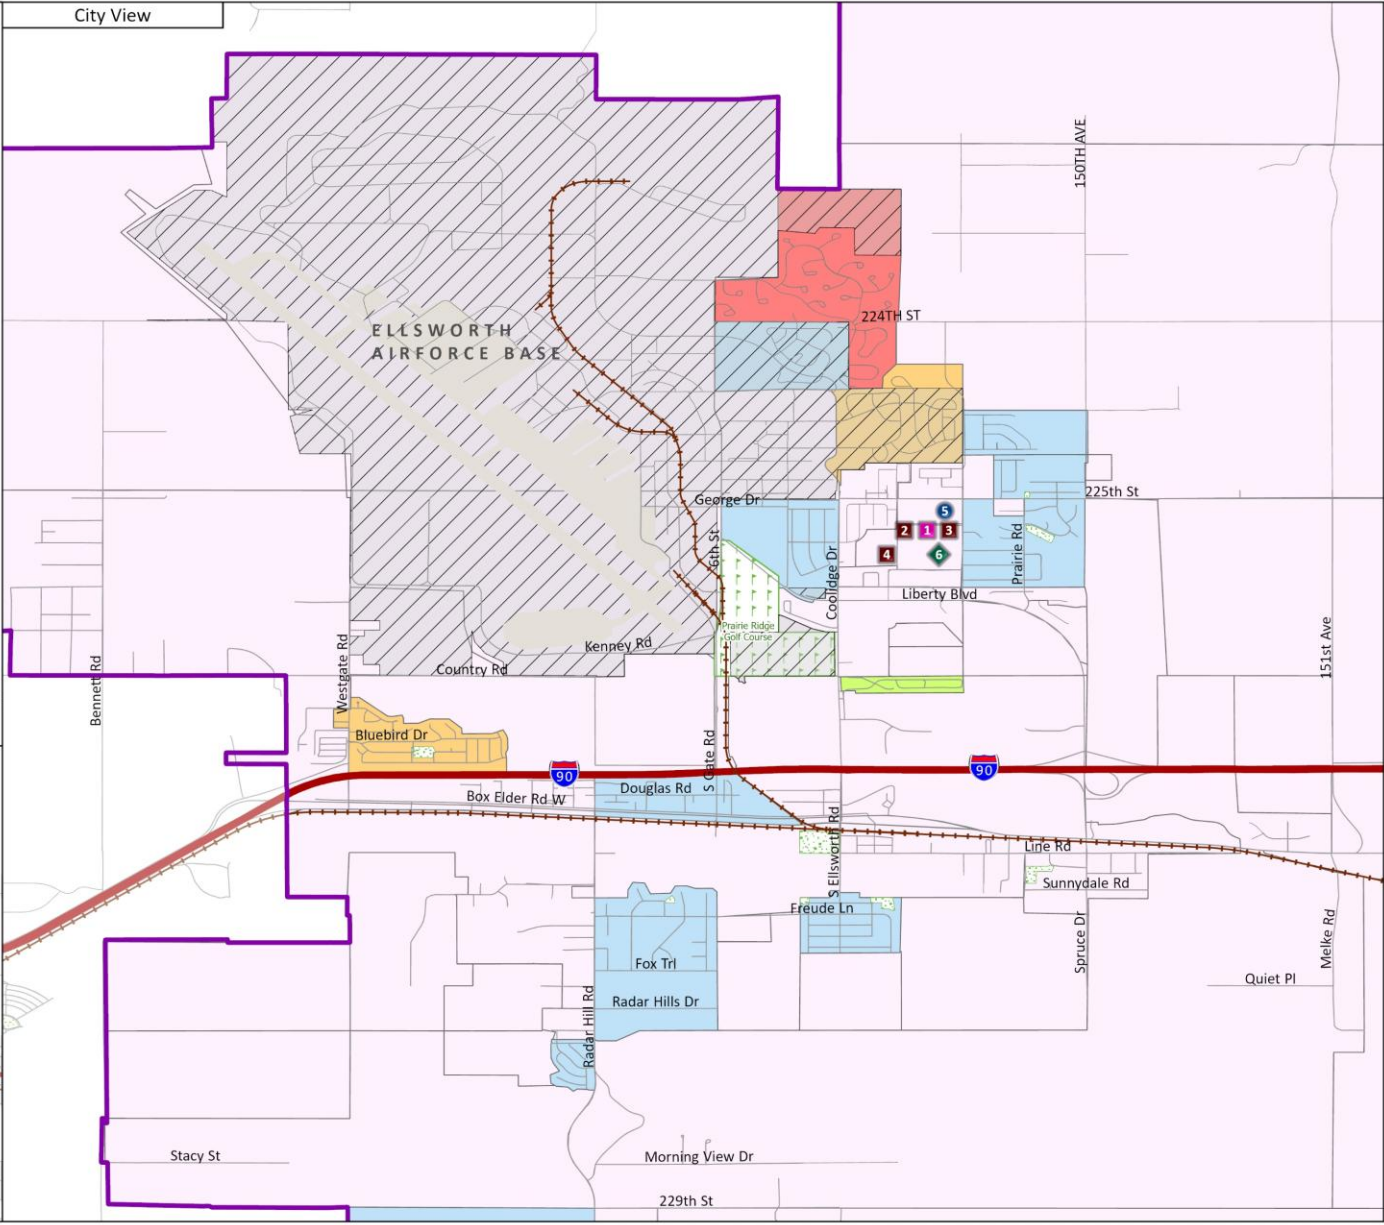 City View
150TH AVE
224TH ST
ELLSWORTH
AIRFORCE BASE
George Dr
225th St
5
2
1
3
4
6
6th St
Coolidge Dr
Prairie Rd
Liberty Blvd
Prairie Ridge
Golf Course
Kenney Rd
Country Rd
Westgate Rd
Bennett Rd
151st Ave
Bluebird Dr
S Gate Rd
90
90
Douglas Rd
Box Elder Rd W
S Ellsworth Rd
Line Rd
Sunnydale Rd
Freude Ln
Spruce Dr
Melke Rd
Fox Trl
Quiet Pl
Radar Hills Dr
Radar Hill Rd
Stacy St
Morning View Dr
229th St